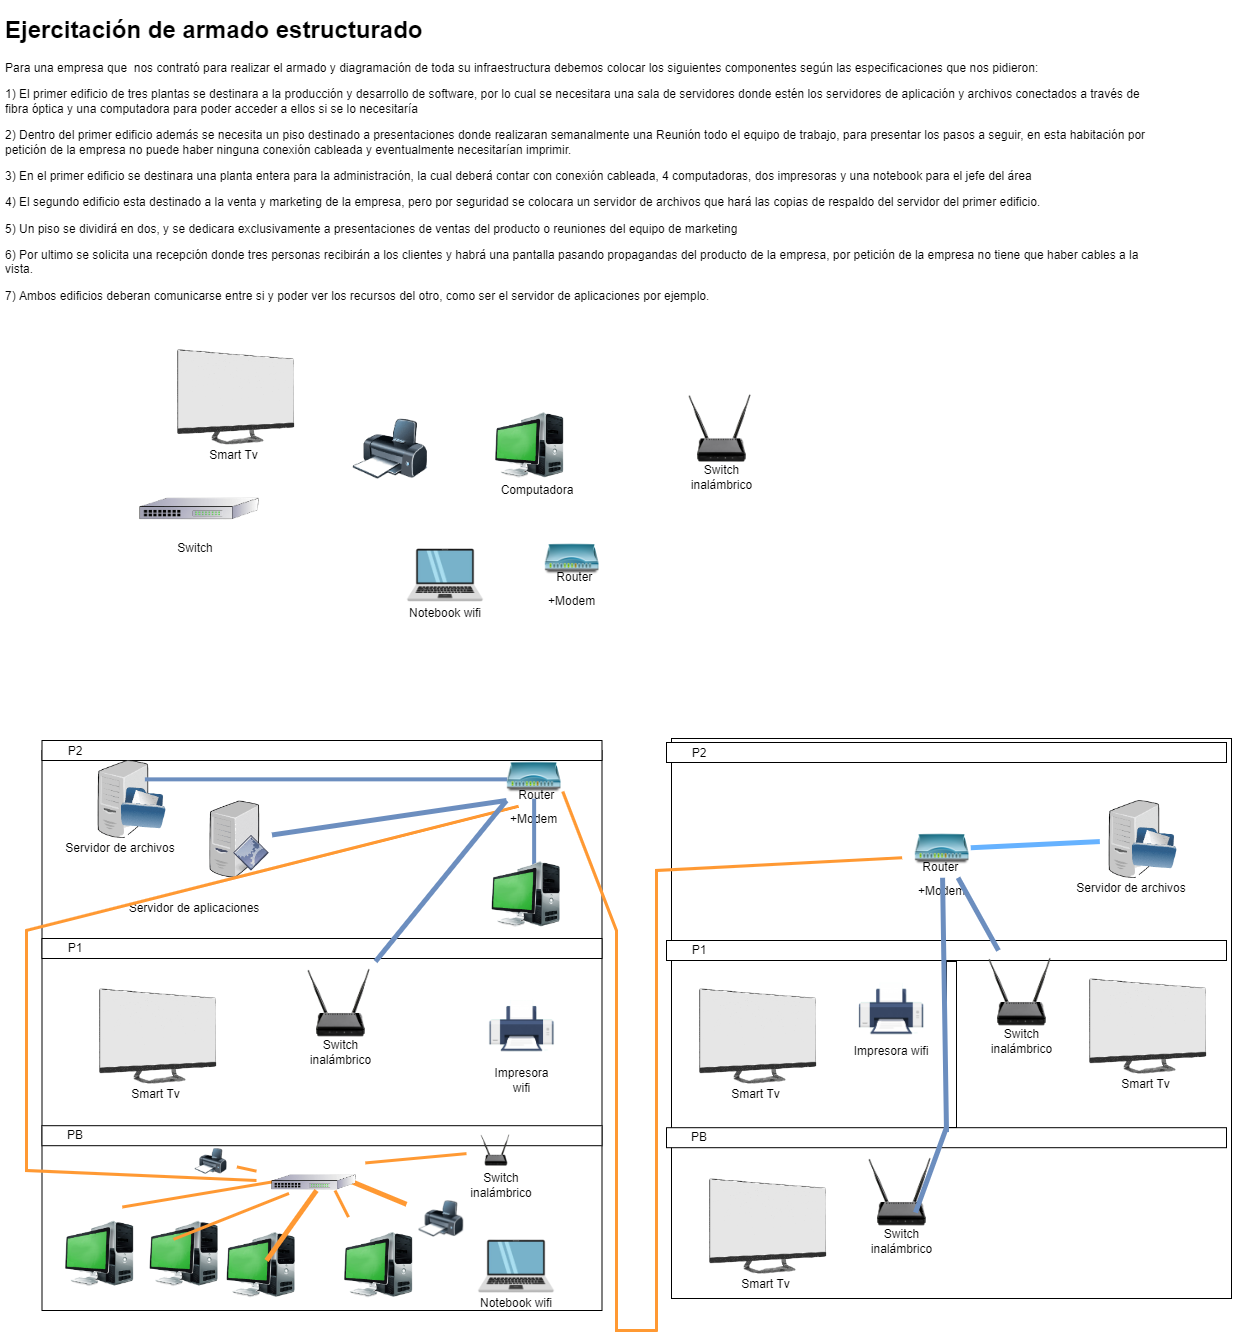 Ejercitación de armado estructurado
Para una empresa que  nos contrató para realizar el armado y diagramación de toda su infraestructura debemos colocar los siguientes componentes según las especificaciones que nos pidieron:
1) El primer edificio de tres plantas se destinara a la producción y desarrollo de software, por lo cual se necesitara una sala de servidores donde estén los servidores de aplicación y archivos conectados a través de
fibra óptica y una computadora para poder acceder a ellos si se lo necesitaría
2) Dentro del primer edificio además se necesita un piso destinado a presentaciones donde realizaran semanalmente una Reunión todo el equipo de trabajo, para presentar los pasos a seguir, en esta habitación por
petición de la empresa no puede haber ninguna conexión cableada y eventualmente necesitarían imprimir.
3) En el primer edificio se destinara una planta entera para la administración, la cual deberá contar con conexión cableada, 4 computadoras, dos impresoras y una notebook para el jefe del área
4) El segundo edificio esta destinado a la venta y marketing de la empresa, pero por seguridad se colocara un servidor de archivos que hará las copias de respaldo del servidor del primer edificio.
5) Un piso se dividirá en dos, y se dedicara exclusivamente a presentaciones de ventas del producto o reuniones del equipo de marketing
6) Por ultimo se solicita una recepción donde tres personas recibirán a los clientes y habrá una pantalla pasando propagandas del producto de la empresa, por petición de la empresa no tiene que haber cables a la
vista.
7) Ambos edificios deberan comunicarse entre si y poder ver los recursos del otro, como ser el servidor de aplicaciones por ejemplo.
Smart Tv
Computadora
Switch
inalámbrico
Switch
Notebook wifi
Router
+Modem
P2
Servidor de archivos
Servidor de aplicaciones
Router
+Modem
P1
Smart Tv
Switch
inalámbrico
Impresora
wifi
PB
Switch
inalámbrico
Notebook wifi
P2
Router
+Modem
Servidor de archivos
P1
Smart Tv
Impresora wifi
Switch
inalámbrico
Smart Tv
PB
Smart Tv
Switch
inalámbrico